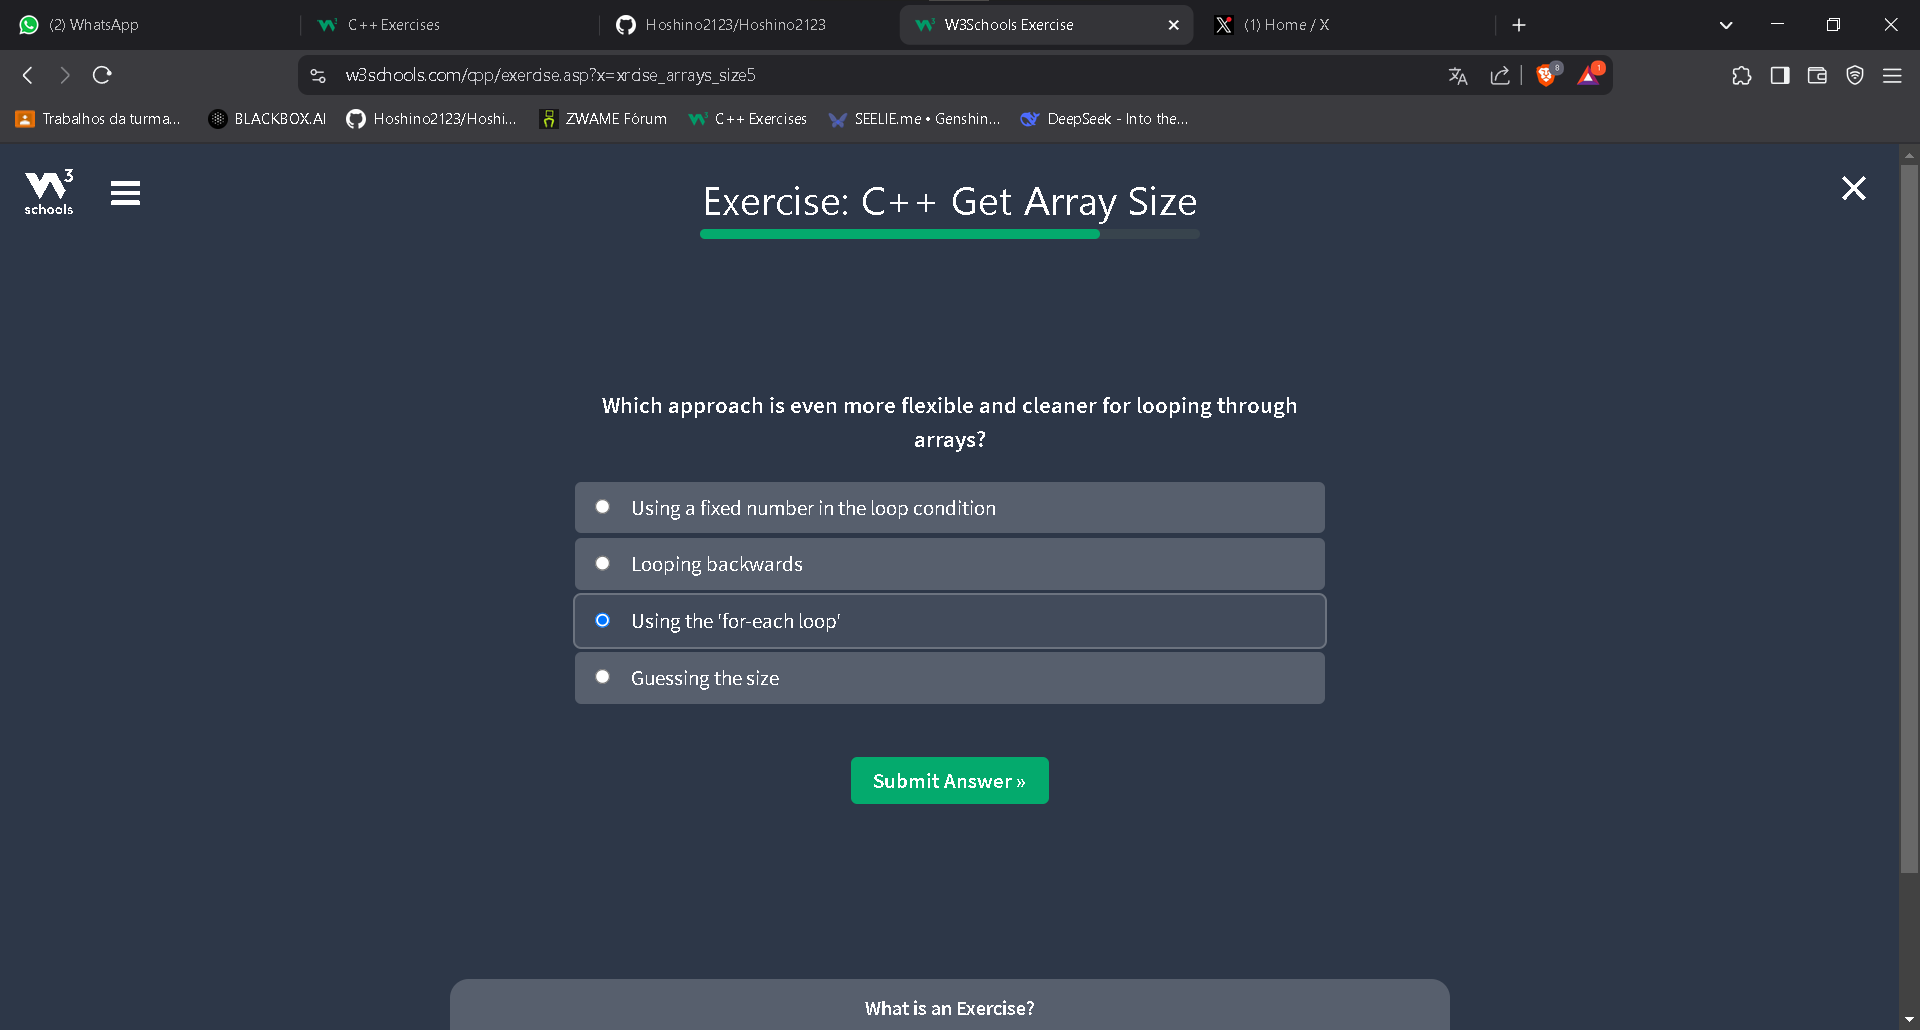 (2) WhatsApp
C++ Exercises
Hoshino2123/Hoshino2123
W3Schools Exercise
(1) Home / X
w3schools.com/cpp/exercise.asp?x=xrcise_arrays_size5
8
1
Trabalhos da turma...
BLACKBOX.AI
Hoshino2123/Hoshi...
ZWAME Fórum
C++ Exercises
SEELIE.me • Genshin...
DeepSeek - Into the...
W3
schools
Exercise: C++ Get Array Size
Which approach is even more flexible and cleaner for looping through
arrays?
Using a fixed number in the loop condition
Looping backwards
Using the 'for-each loop'
Guessing the size
Submit Answer »
What is an Exercise?